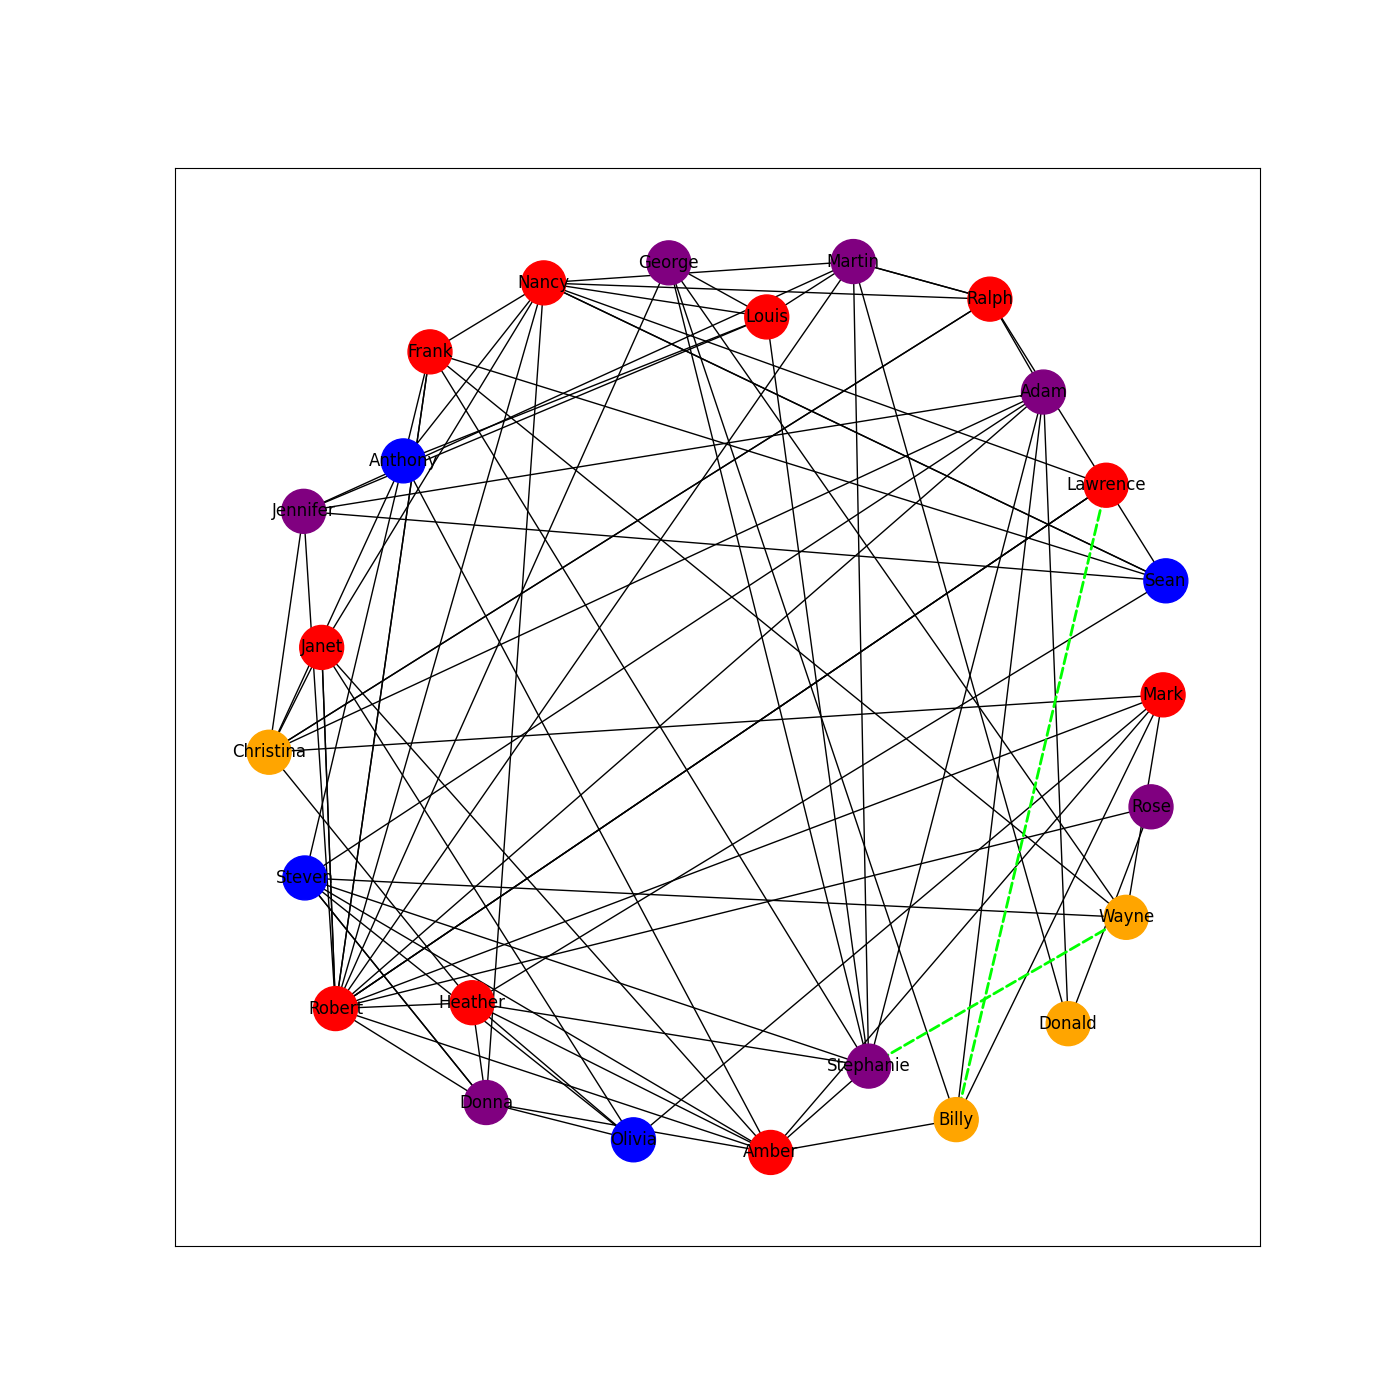 George
Martin
Nancy
Ralph
Louis
Frank
Adam
Anthony
Lawrence
Jennifer
Sean
Janet
Mark
Christina
Rose
Steven
Wayne
Heather
Robert
Donald
Stephanie
Donna
Billy
Olivia
Amber